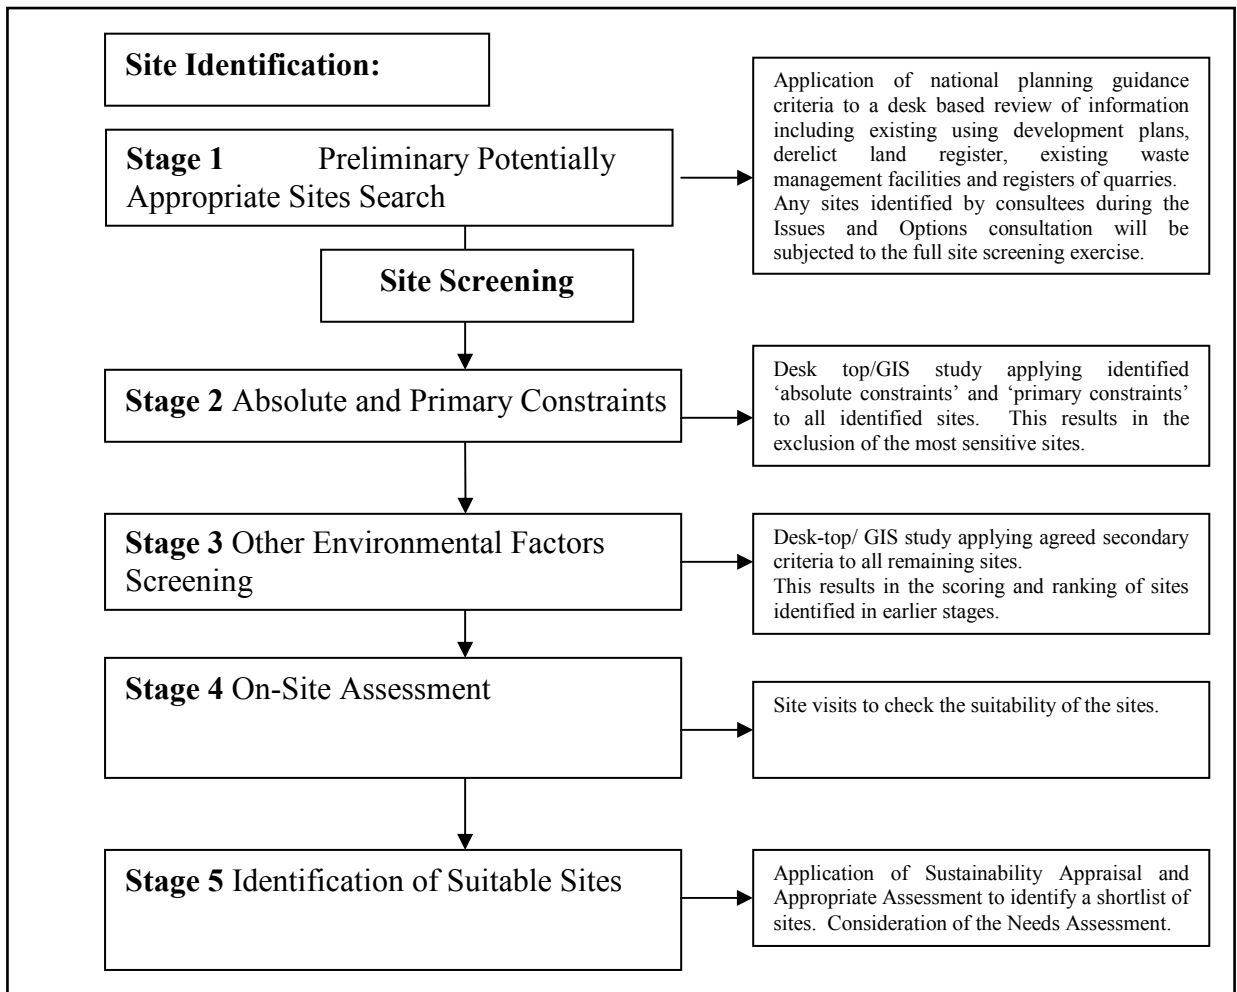 Site Identification:
Stage 1 Preliminary Potentially
Appropriate Sites Search
Application of national planning guidance
criteria to a desk based review of information
including existing using development plans,
derelict land register, existing waste
management facilities and registers of quarries.
Any sites identified by consultees during the
Issues and Options consultation will be
subjected to the full site screening exercise.
Site Screening
Stage 2 Absolute and Primary Constraints
Desk top/GIS study applying identified
‘absolute constraints’ and ‘primary constraints’
to all identified sites. This results in the
exclusion of the most sensitive sites.
Stage 3 Other Environmental Factors
Screening
Desk-top/ GIS study applying agreed secondary
criteria to all remaining sites.
This results in the scoring and ranking of sites
identified in earlier stages.
Stage 4 On-Site Assessment
Site visits to check the suitability of the sites.
Stage 5 Identification of Suitable Sites
Application of Sustainability Appraisal and
Appropriate Assessment to identify a shortlist of
sites. Consideration of the Needs Assessment.